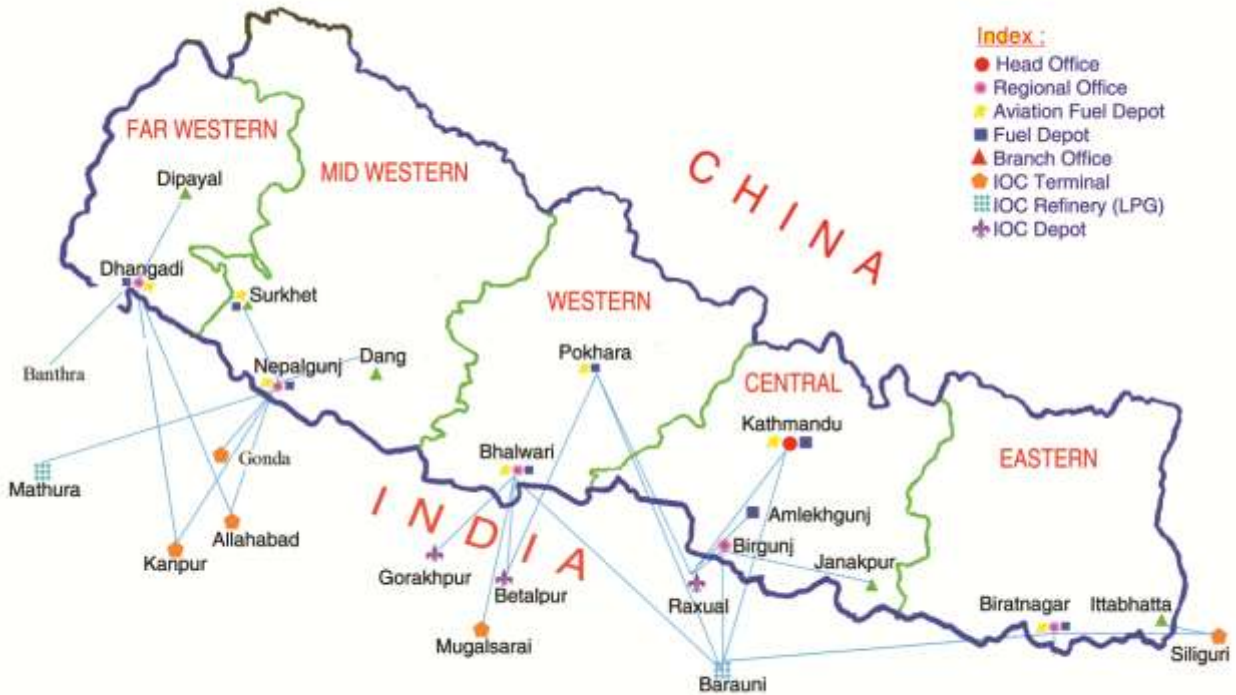 Index :
Head Office
Regional Office
Aviation Fuel Depot
Fuel Depot
Branch Office
IOC Terminal
IOC Refinery (LPG)
IOC Depot
FAR WESTERN
MID WESTERN
CHINA
Dipayal
Dhangadi
Surkhet
WESTERN
Banthra
Nepalgunj
Dang
Pokhara
CENTRAL
Kathmandu
Bhalwari
EASTERN
Gonda
Mathura
INDIA
Amlekhgunj
Allahabad
Kanpur
Birgunj
Gorakhpur
Janakpur
Betalpur
Raxual
Biratnagar
Ittabhatta
Mugalsarai
Siliguri
Barauni